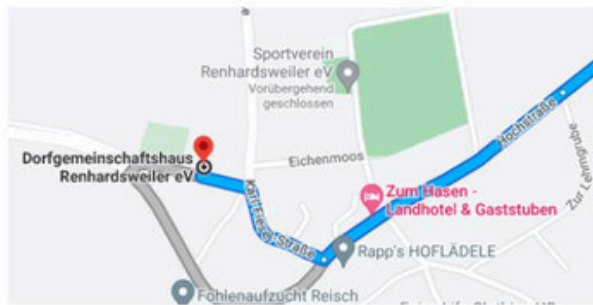 Sportverein
Renhardsweiler eV
Vorübergehend
geschlossen
Hochstraße
Dorfgemeinschaftshaus
Renhardsweiler eV
Eichenmoos
Zur Lehmgrube
Zum Hasen -
Landhotel & Gaststuben
Straße
Rapp's HOFLÄDELE
Fohlenaufzucht Reisch